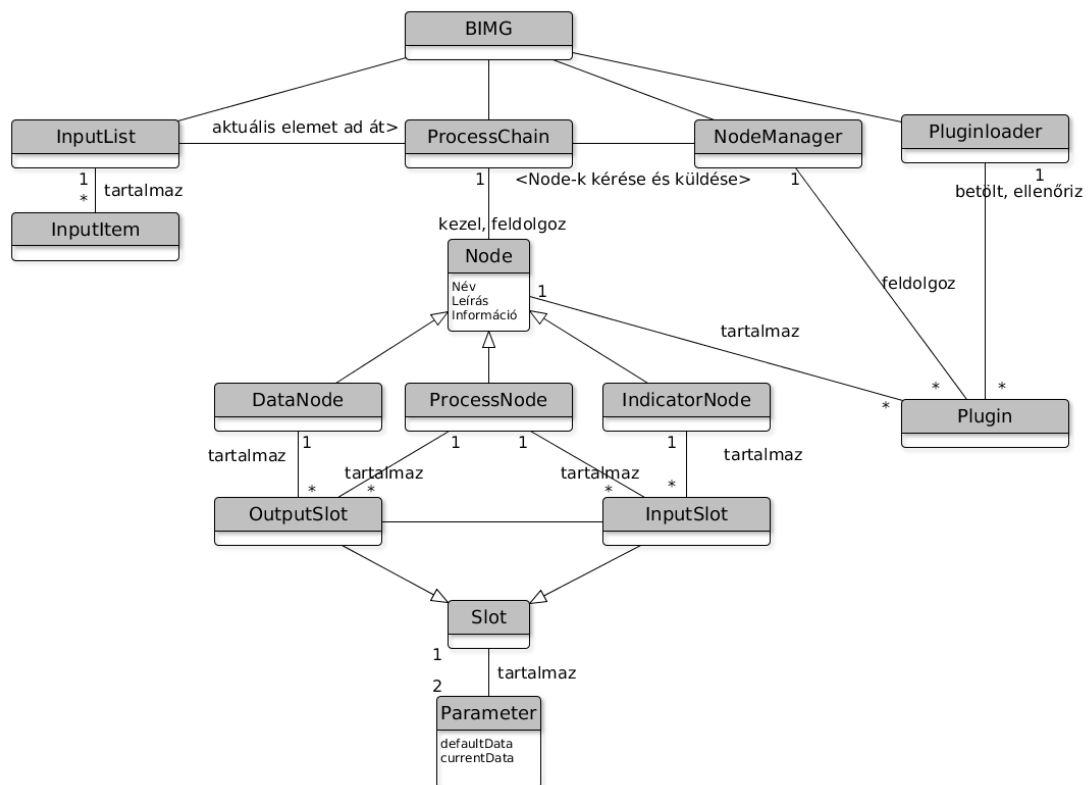 BIMG
InputList
aktuális elemet ad át>
ProcessChain
NodeManager
Pluginloader
1
*
tartalmaz
1
<Node-k kérése és küldése>
1
1
betölt, ellenőriz
InputItem
kezel, feldolgoz
Node
Név
Leírás
Információ
1
feldolgoz
tartalmaz
DataNode
ProcessNode
IndicatorNode
*
*
*
Plugin
1
1
1
1
tartalmaz
tartalmaz
tartalmaz
tartalmaz
*
*
*
*
OutputSlot
InputSlot
Slot
1
tartalmaz
2
Parameter
defaultData
currentData